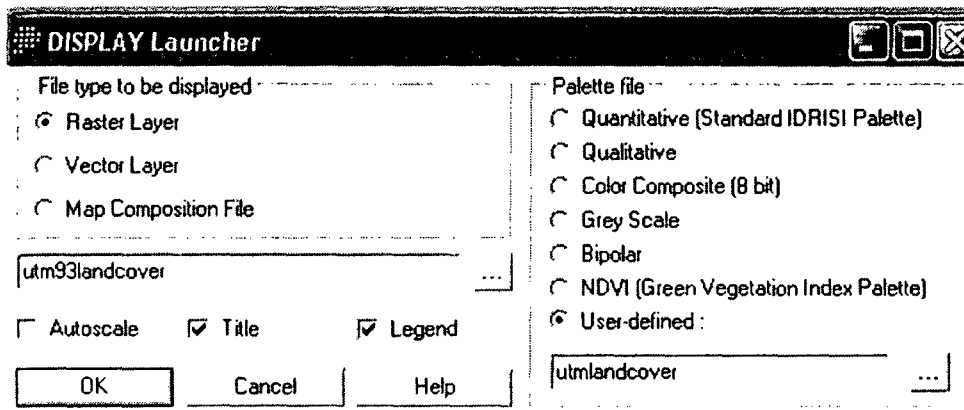 DISPLAY Launcher
File type to be displayed
Raster Layer
Vector Layer
Map Composition File
utm93landcover
...
Autoscale
Title
Legend
OK
Cancel
Help
Palette file
Quantitative (Standard IDRISI Palette)
Qualitative
Color Composite (8 bit)
Grey Scale
Bipolar
NDVI (Green Vegetation Index Palette)
User-defined :
utmlandcover
...